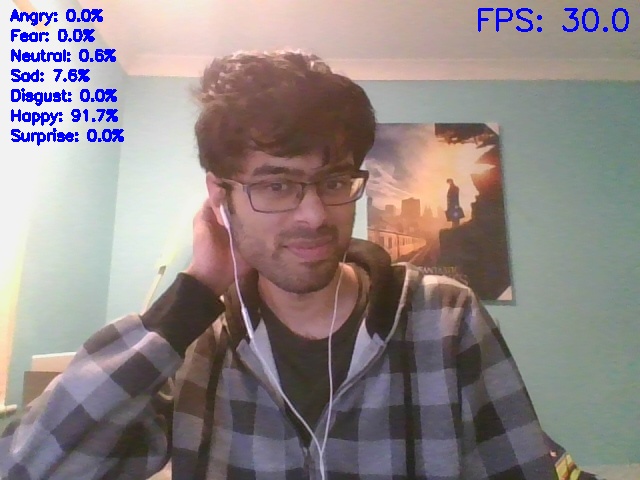 Angry: 0.0%
Fear: 0.0%
Neutral: 0.6%
Sad: 7.6%
Disgust: 0.0%
Happy: 91.7%
Surprise: 0.0%
FPS: 30.0